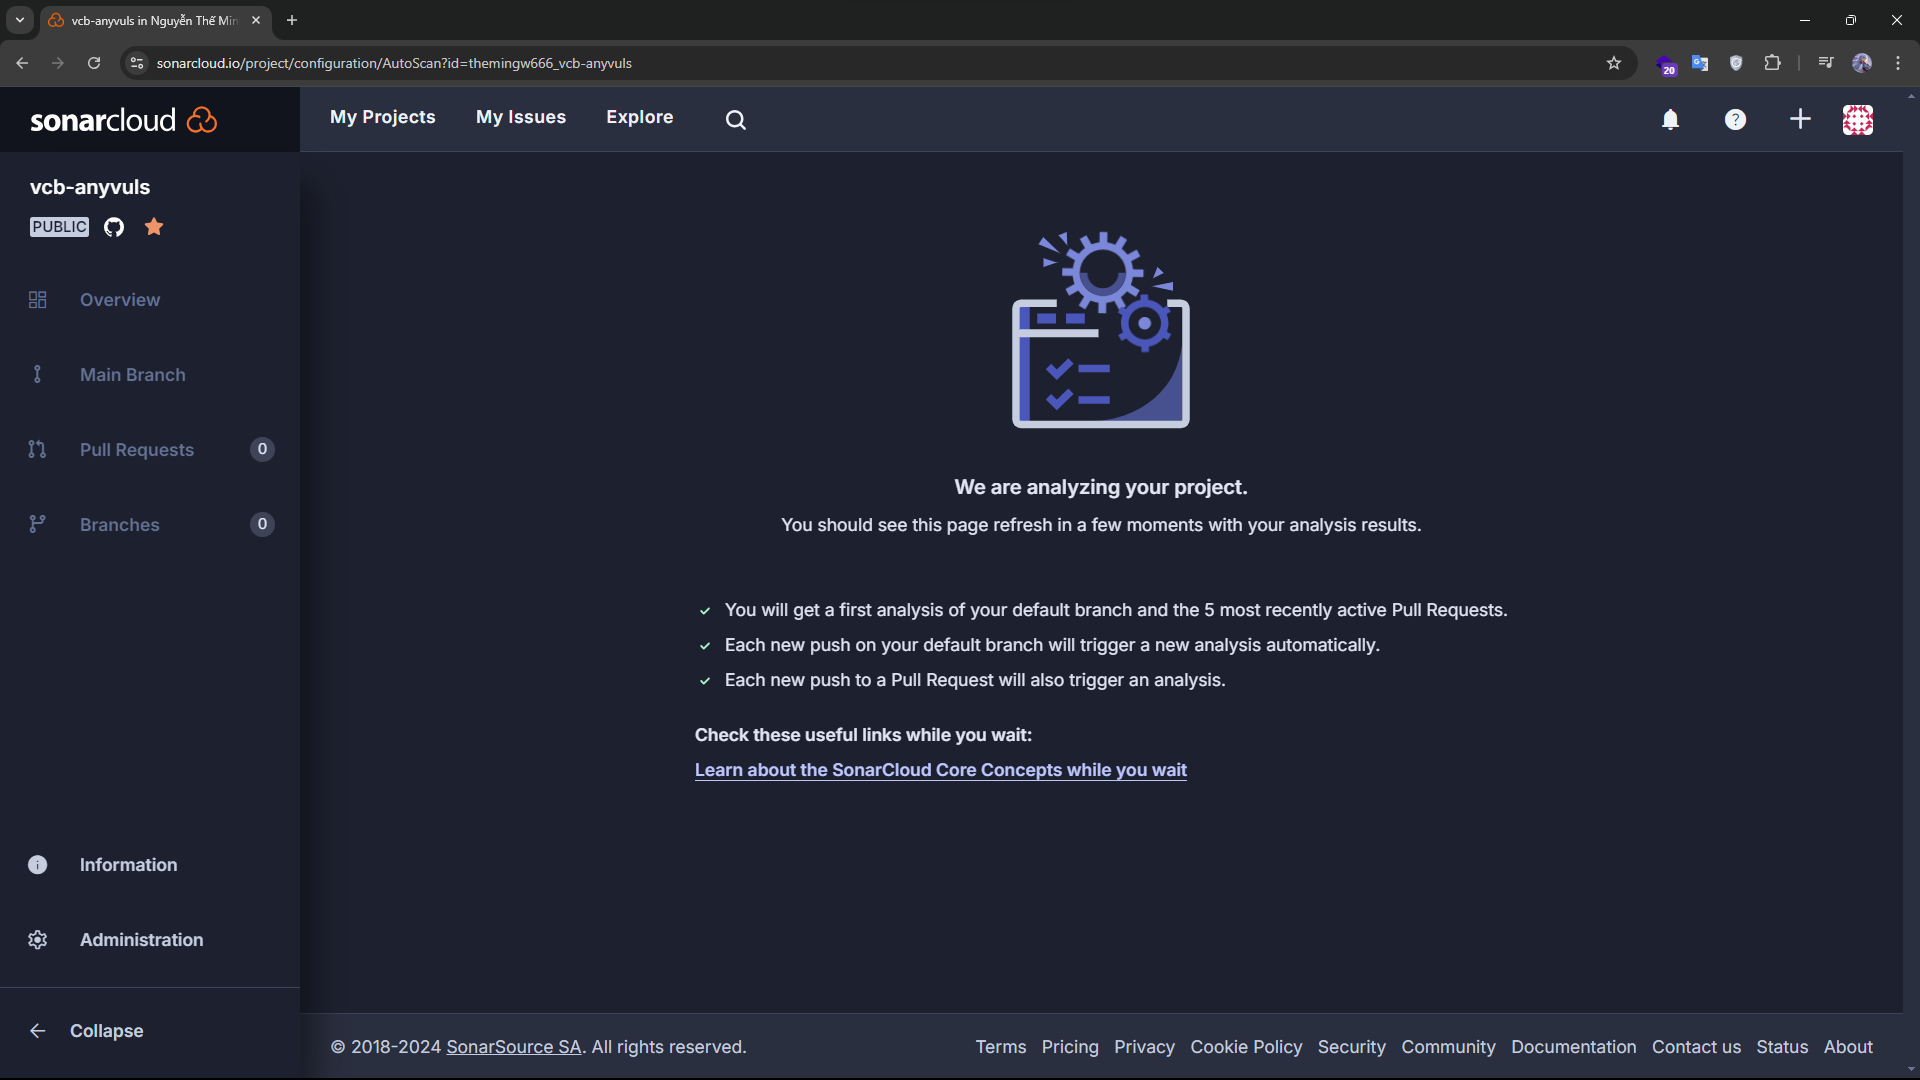 vcb-anyvuls in Nguyễn Thế Min
sonarcloud.io/project/configuration/AutoScan?id=themingw666_vcb-anyvuls
20
sonarcloud
My Projects
My Issues
Explore
?
vcb-anyvuls
PUBLIC
Overview
Main Branch
Pull Requests
0
Branches
0
We are analyzing your project.
You should see this page refresh in a few moments with your analysis results.
You will get a first analysis of your default branch and the 5 most recently active Pull Requests.
Each new push on your default branch will trigger a new analysis automatically.
Each new push to a Pull Request will also trigger an analysis.
Check these useful links while you wait:
Learn about the SonarCloud Core Concepts while you wait
Information
Administration
Collapse
© 2018-2024 SonarSource SA. All rights reserved.
Terms Pricing Privacy Cookie Policy Security Community Documentation Contact us Status About